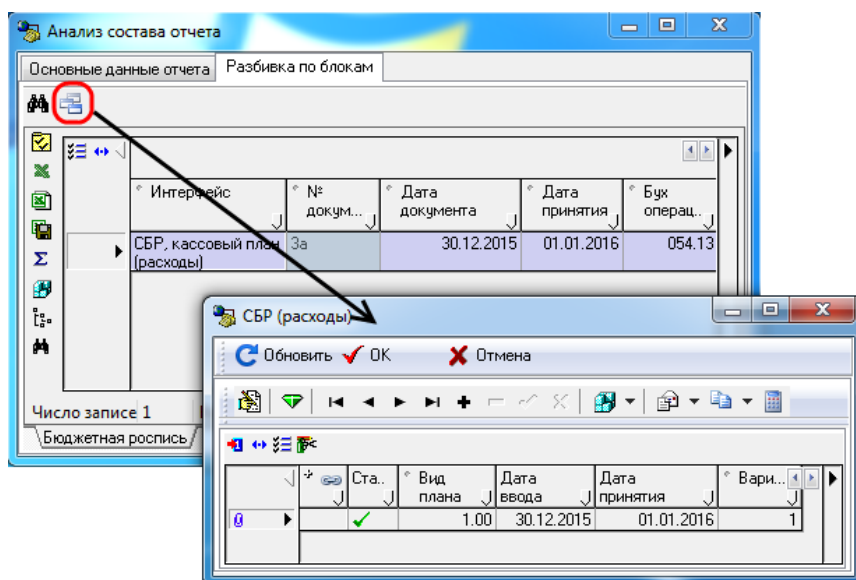 Анализ состава отчета
Основные данные отчета Разбивка по блокам
Интерфейс № Дата Дата Бух
докум... документа принятия операц..
СБР, кассовый план 3а 30.12.2015 01.01.2016 054.13
(расходы)
Число записе 1
Бюджетная роспись
СБР (расходы)
Обновить OK Отмена
Ста.. Вид Дата Дата Вари...
плана ввода принятия
1.00 30.12.2015 01.01.2016 1